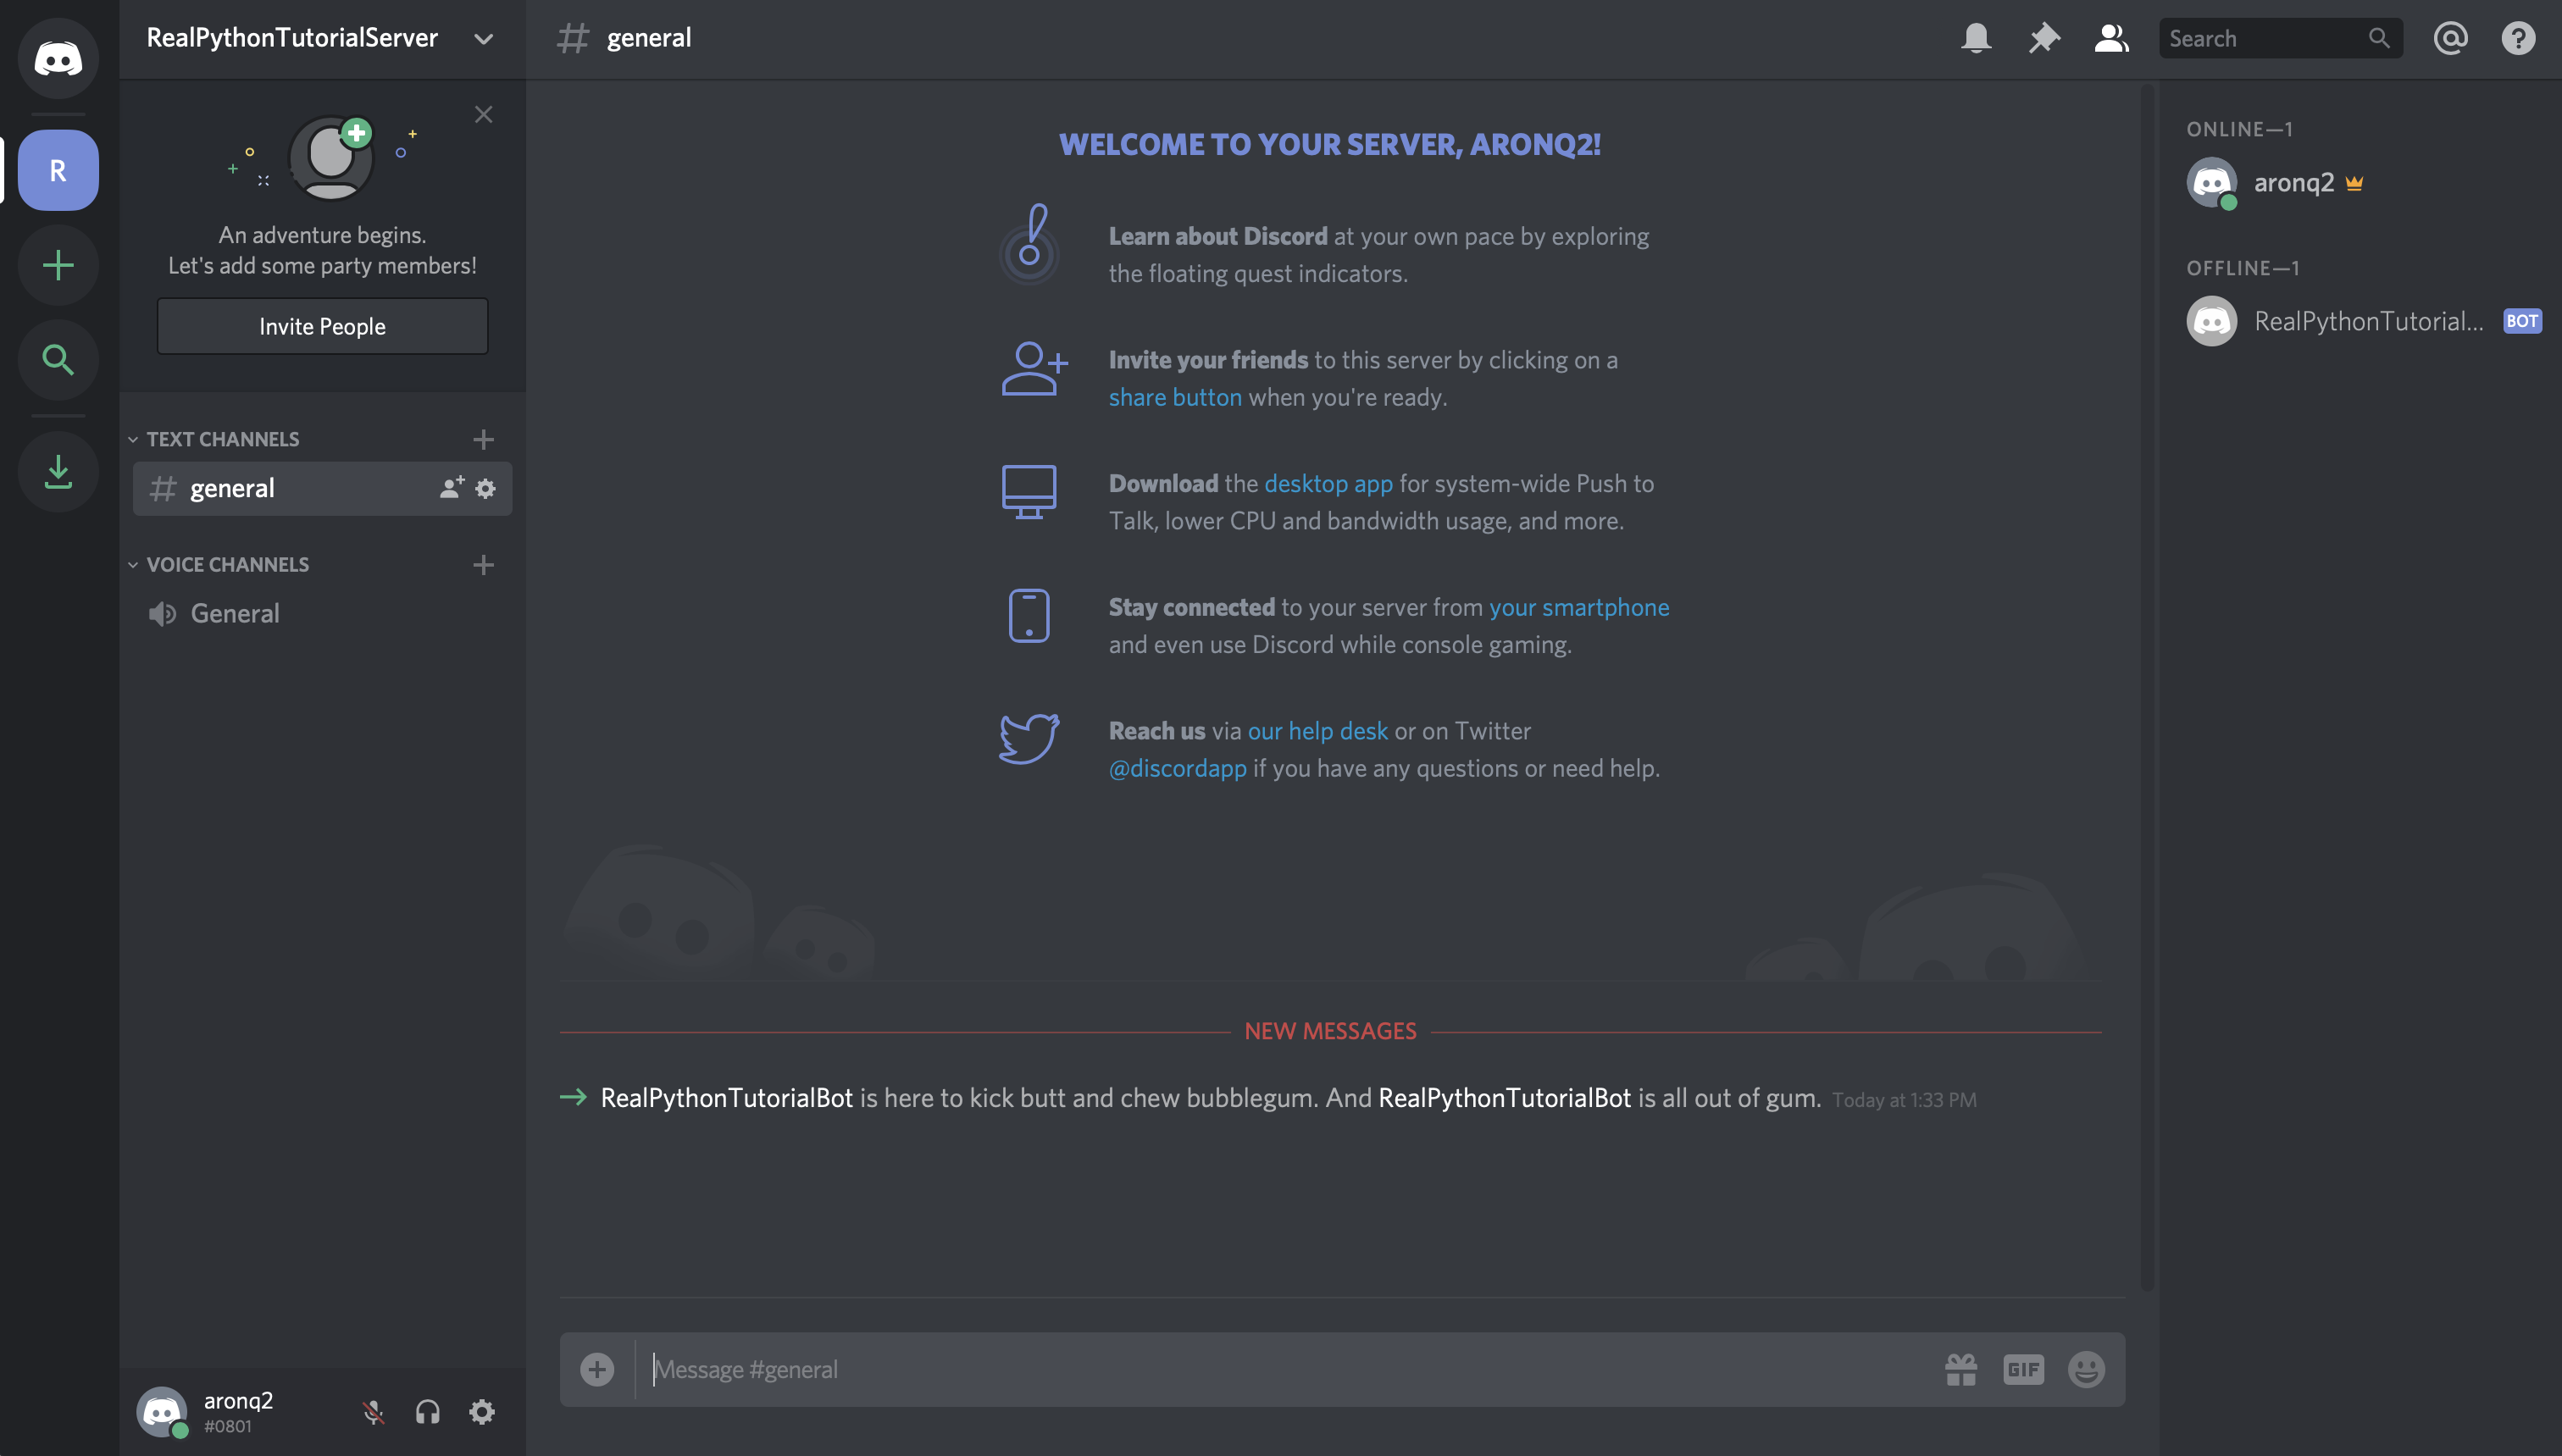 RealPythonTutorialServer
R
An adventure begins.
Let's add some party members!
Invite People
TEXT CHANNELS
general
VOICE CHANNELS
General
aronq2
#0801
# general
Search
WELCOME TO YOUR SERVER, ARONQ2!
Learn about Discord at your own pace by exploring
the floating quest indicators.
Invite your friends to this server by clicking on a
share button when you're ready.
Download the desktop app for system-wide Push to
Talk, lower CPU and bandwidth usage, and more.
Stay connected to your server from your smartphone
and even use Discord while console gaming.
Reach us via our help desk or on Twitter
@discordapp if you have any questions or need help.
NEW MESSAGES
RealPythonTutorialBot is here to kick butt and chew bubblegum. And RealPythonTutorialBot is all out of gum. Today at 1:33 PM
Message #general
GIF
ONLINE—1
aronq2
OFFLINE—1
RealPythonTutorial... BOT